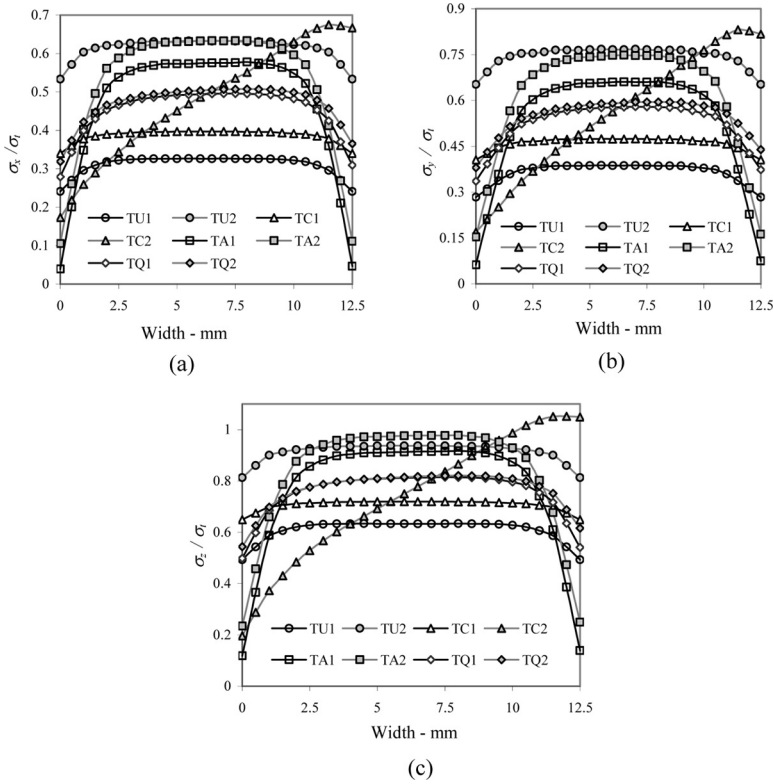 (a)
σx /σi
0.7
0.6
0.5
0.4
0.3
0.2
0.1
0
TU1 TU2 TC1
TC2 TA1 TA2
TQ1 TQ2
0 2.5 5 7.5 10 12.5
Width - mm
(a)
σy / σi
0.9
0.75
0.6
0.45
0.3
0.15
0
TU1 TU2 TC1
TC2 TA1 TA2
TQ1 TQ2
0 2.5 5 7.5 10 12.5
Width - mm
(b)
σz / σi
1
0.8
0.6
0.4
0.2
0
TU1 TU2 TC1 TC2
TA1 TA2 TQ1 TQ2
0 2.5 5 7.5 10 12.5
Width - mm
(c)